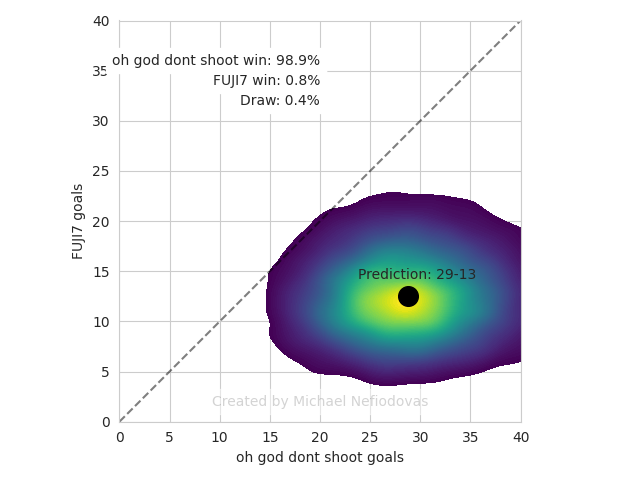 oh god dont shoot win: 98.9%
FUJI7 win: 0.8%
Draw: 0.4%
40
35
30
25
20
15
10
5
0
FUJI7 goals
Prediction: 29-13
Created by Michael Nefiodovas
0 5 10 15 20 25 30 35 40
oh god dont shoot goals